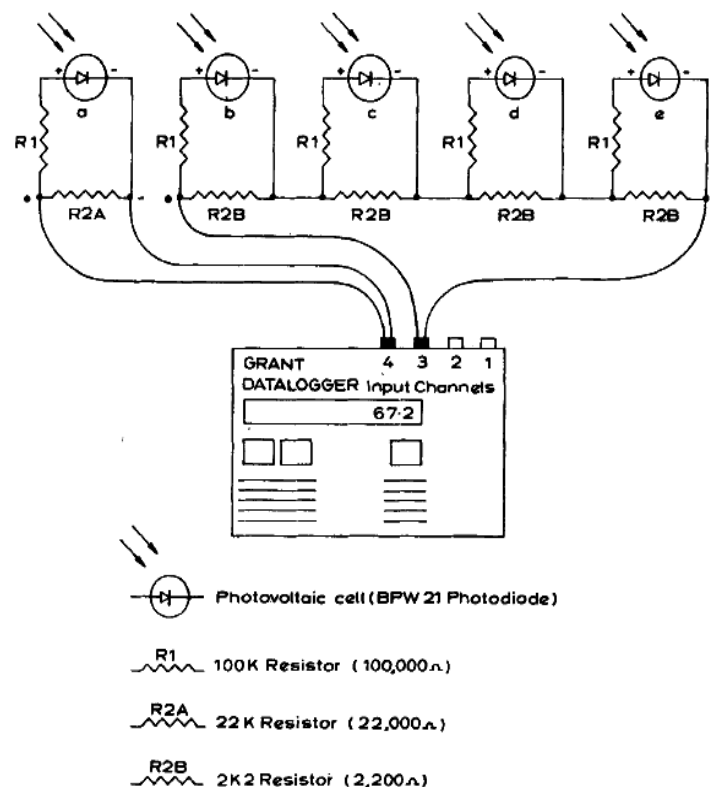 + - + - + - + - + -
a b c d e
R1 R1 R1 R1 R1
R2A - R2B R2B R2B R2B
GRANT 4 3 2 1
DATALOGGER Input Channels
67·2
Photovoltaic cell (BPW 21 Photodiode)
R1
100K Resistor (100,000Ω)
R2A
22K Resistor (22,000Ω)
R2B
2K2 Resistor (2,200Ω)